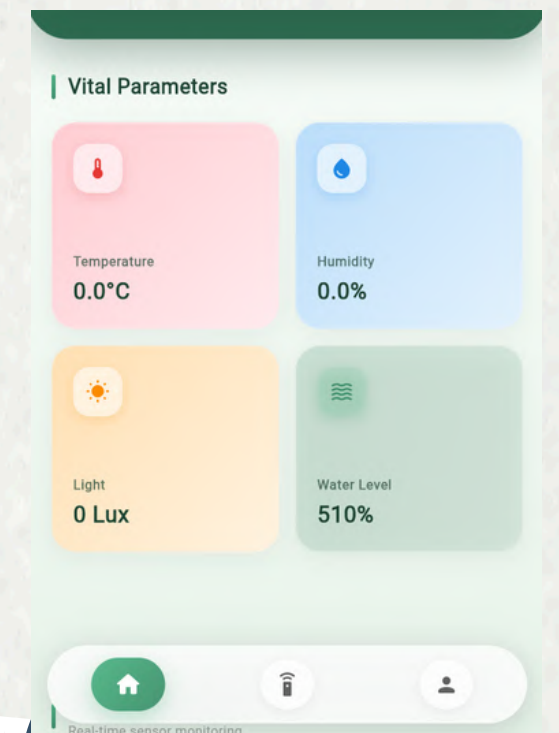 Vital Parameters
Temperature
0.0°C
Humidity
0.0%
Light
0 Lux
Water Level
510%
Real-time sensor monitoring